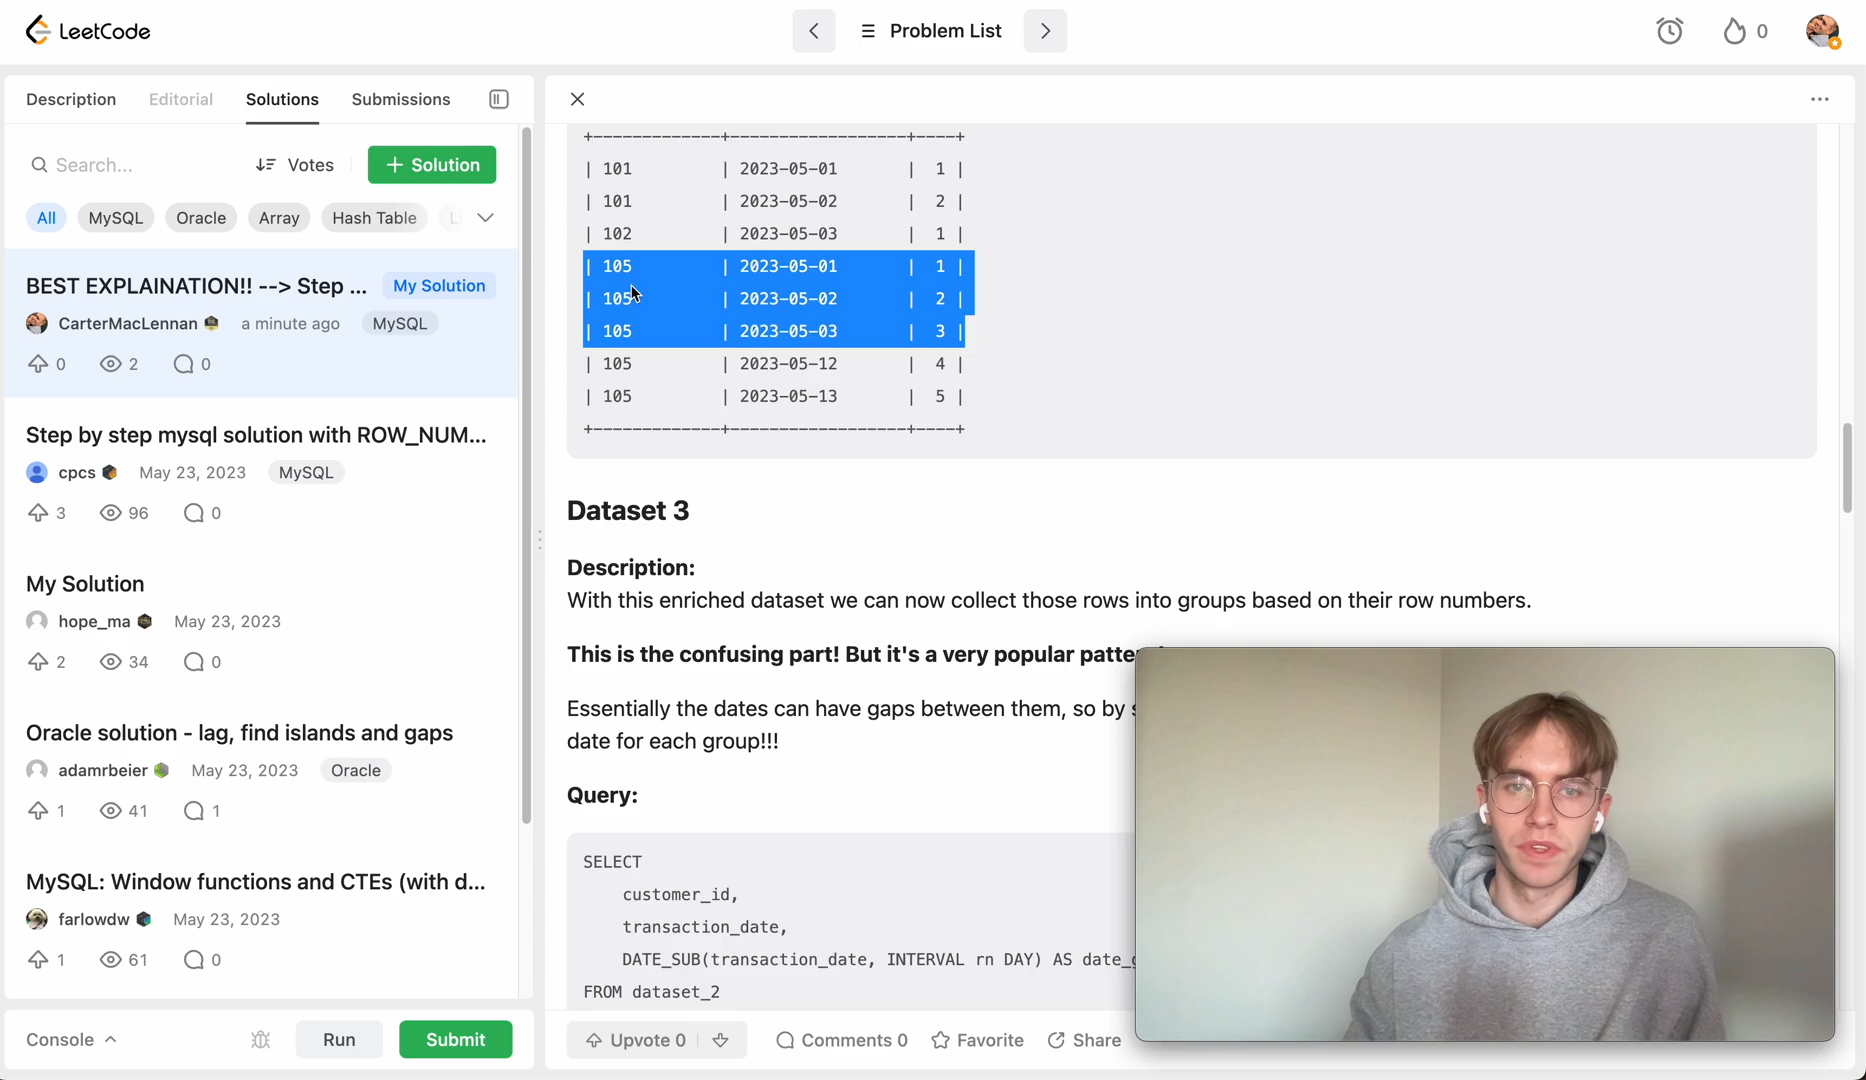 LeetCode
Problem List
0
Description Editorial Solutions Submissions
Search... Votes + Solution
All MySQL Oracle Array Hash Table
BEST EXPLAINATION!! --> Step ... My Solution
CarterMacLennan a minute ago MySQL
0 2 0
Step by step mysql solution with ROW_NUM...
cpcs May 23, 2023 MySQL
3 96 0
My Solution
hope_ma May 23, 2023
2 34 0
Oracle solution - lag, find islands and gaps
adamrbeier May 23, 2023 Oracle
1 41 1
MySQL: Window functions and CTEs (with d...
farlowdw May 23, 2023
1 61 0
Console Run Submit
+-------------+------------------+----+
| 101 | 2023-05-01 | 1 |
| 101 | 2023-05-02 | 2 |
| 102 | 2023-05-03 | 1 |
| 105 | 2023-05-01 | 1 |
| 105 | 2023-05-02 | 2 |
| 105 | 2023-05-03 | 3 |
| 105 | 2023-05-12 | 4 |
| 105 | 2023-05-13 | 5 |
+-------------+------------------+----+
Dataset 3
Description:
With this enriched dataset we can now collect those rows into groups based on their row numbers.
This is the confusing part! But it's a very popular
Essentially the dates can have gaps between them, so by
date for each group!!!
Query:
SELECT
customer_id,
transaction_date,
DATE_SUB(transaction_date, INTERVAL rn DAY) AS
FROM dataset_2
Upvote 0 Comments 0 Favorite Share